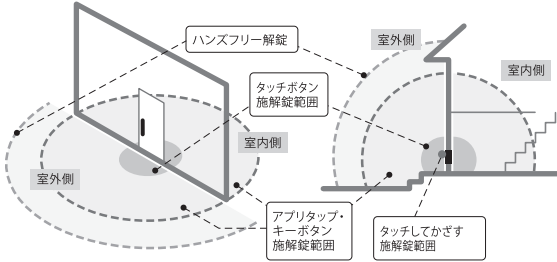 ハンズフリー解錠
室外側
タッチボタン
施解錠範囲
室内側
室内側
室外側
アプリタップ・
キーボタン
施解錠範囲
タッチしてかざす
施解錠範囲